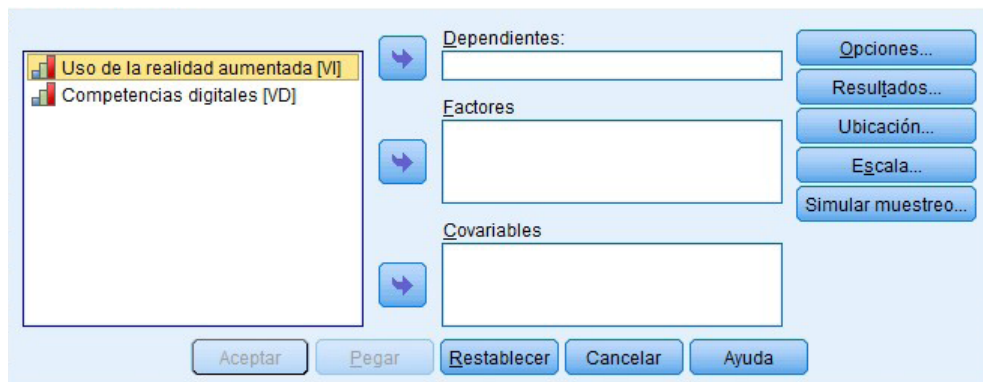 Uso de la realidad aumentada [VI]
Competencias digitales [VD]
Dependientes:
Factores
Covariables
Opciones...
Resultados...
Ubicación...
Escala...
Simular muestreo...
Aceptar
Pegar
Restablecer
Cancelar
Ayuda